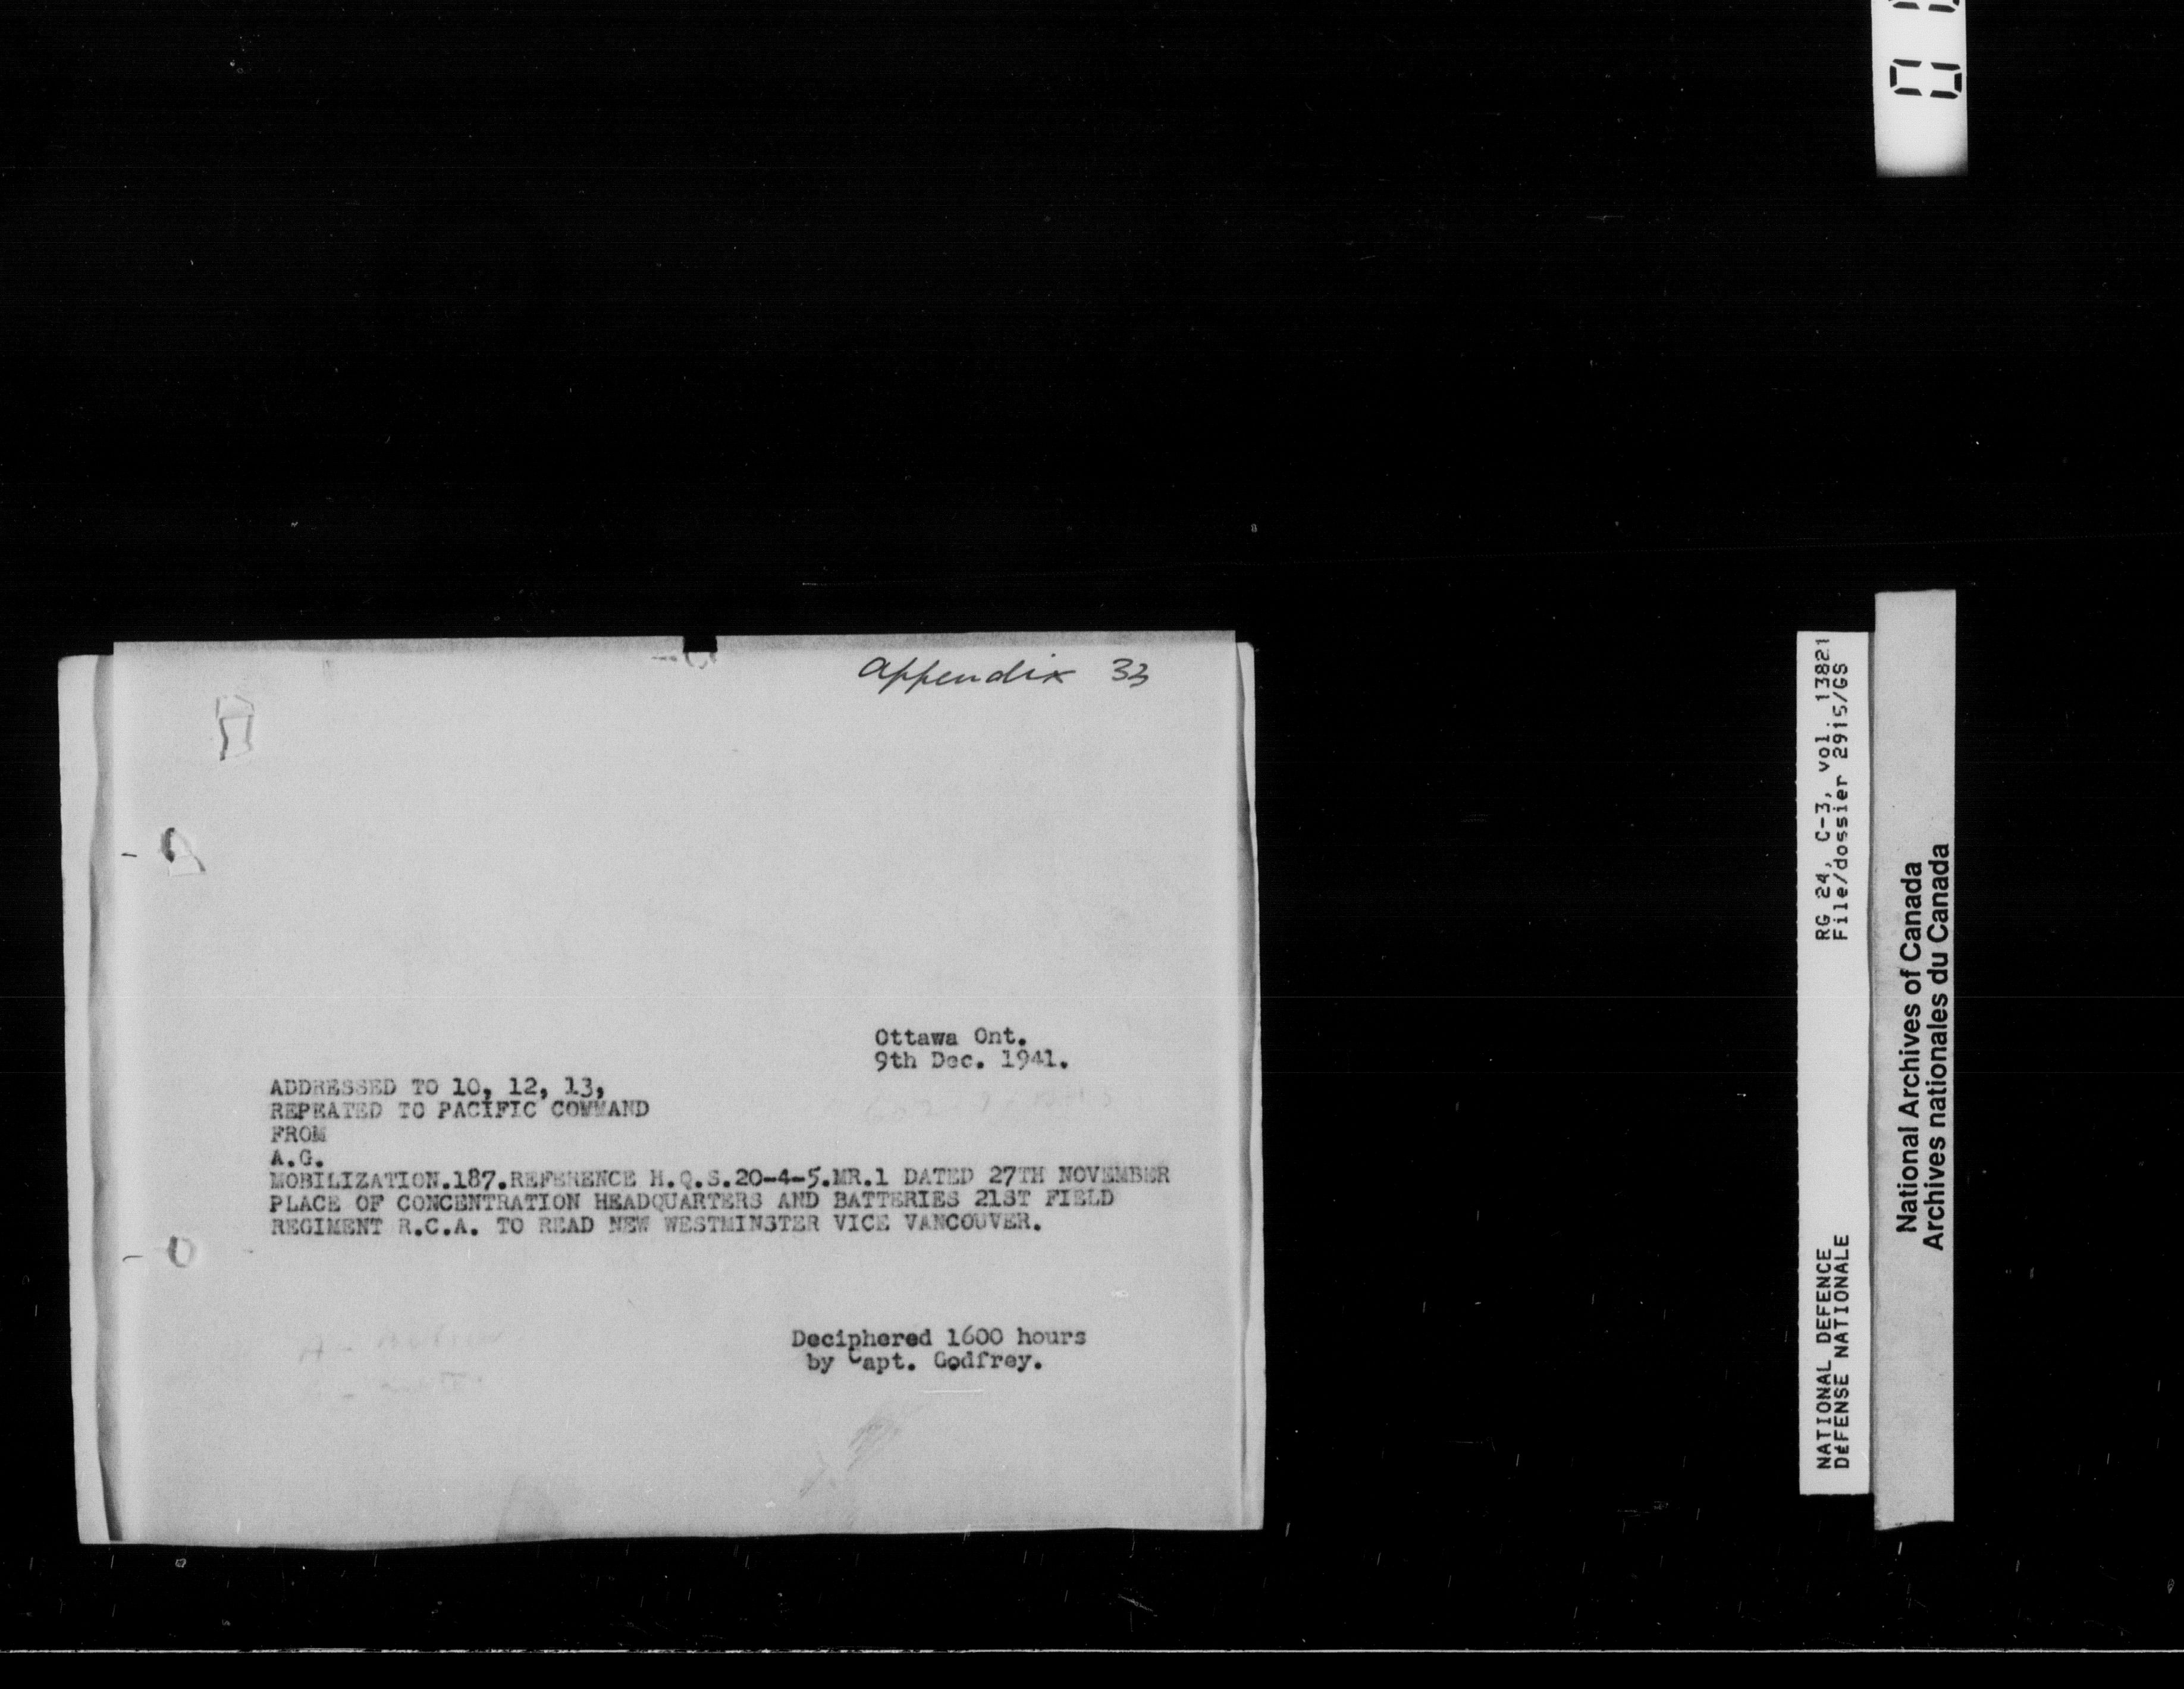 Appendix 33
Ottawa Ont.
9th Dec. 1941.
ADDRESSED TO 10, 12, 13,
REPEATED TO PACIFIC COMMAND
FROM
A.G.
MOBILIZATION.187.REFERENCE H.Q.S.20-4-5.MR.1 DATED 27TH NOVEMBER
PLACE OF CONCENTRATION HEADQUARTERS AND BATTERIES 21ST FIELD
REGIMENT R.C.A. TO READ NEW WESTMINSTER VICE VANCOUVER.
Deciphered 1600 hours
by Capt. Godfrey.
RG 24, C-3, vol. 13821
File/dossier 2915/GS
NATIONAL DEFENCE
DÉFENSE NATIONALE
National Archives of Canada
Archives nationales du Canada